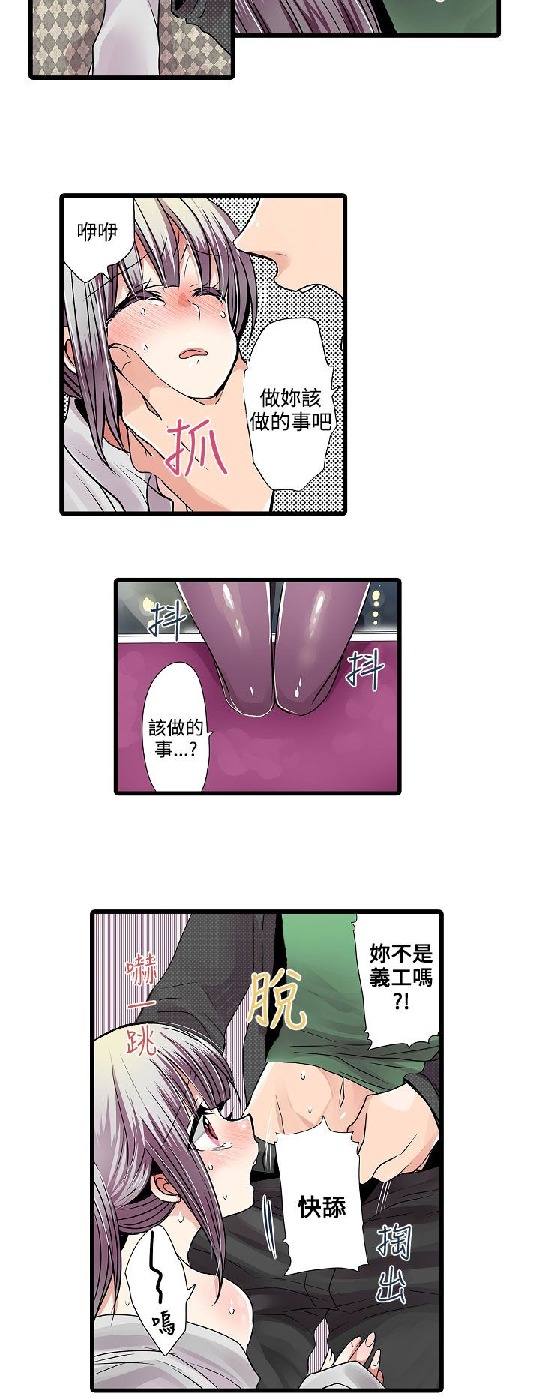 咿咿
做妳該
做的事吧
抓
抖
抖
該做的
事…?
妳不是
義工嗎
?!
脫
嚇一跳
快舔
掏出
嗚